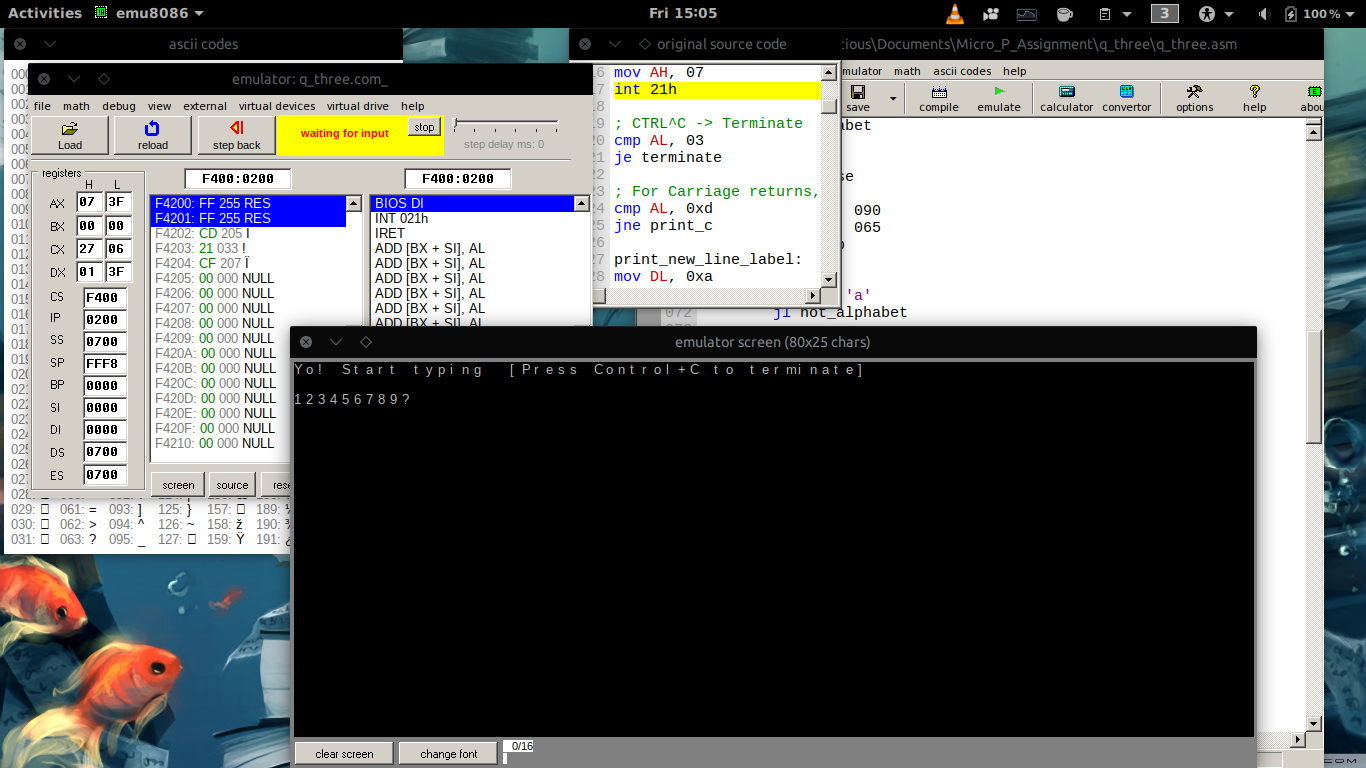 Activities emu8086 Fri 15:05 3 100 %
ascii codes
original source code
cious\Documents\Micro_P_Assignment\q_three\q_three.asm
emulator: q_three.com_
file math debug view external virtual devices virtual drive help
Load reload step back waiting for input stop step delay ms: 0
registers
F400:0200 F400:0200
H L
AX 07 3F
BX 00 00
CX 27 06
DX 01 3F
CS F400
IP 0200
SS 0700
SP FFF8
BP 0000
SI 0000
DI 0000
DS 0700
ES 0700
F4200: FF 255 RES
F4201: FF 255 RES
F4202: CD 205 Í
F4203: 21 033 !
F4204: CF 207 Ï
F4205: 00 000 NULL
F4206: 00 000 NULL
F4207: 00 000 NULL
F4208: 00 000 NULL
F4209: 00 000 NULL
F420A: 00 000 NULL
F420B: 00 000 NULL
F420C: 00 000 NULL
F420D: 00 000 NULL
F420E: 00 000 NULL
F420F: 00 000 NULL
F4210: 00 000 NULL
BIOS DI
INT 021h
IRET
ADD [BX + SI], AL
ADD [BX + SI], AL
ADD [BX + SI], AL
ADD [BX + SI], AL
ADD [BX + SI], AL
ADD [BX + SI], AL
screen source rese
029: 061: = 093: ] 125: } 157: 189:
030: 062: > 094: ^ 126: ~ 158: ž 190:
031: 063: ? 095: _ 127: 159: Ÿ 191: ¿
16 mov AH, 07
17 int 21h
18
19 ; CTRL^C -> Terminate
20 cmp AL, 03
21 je terminate
22
23 ; For Carriage returns,
24 cmp AL, 0xd
25 jne print_c
26
27 print_new_line_label:
28 mov DL, 0xa
mulator math ascii codes help
save compile emulate calculator convertor options help abou
abet
se
090
065
'a'
072 jl not_alphabet
emulator screen (80x25 chars)
Yo! Start typing [Press Control+C to terminate]
123456789?
clear screen change font 0/16